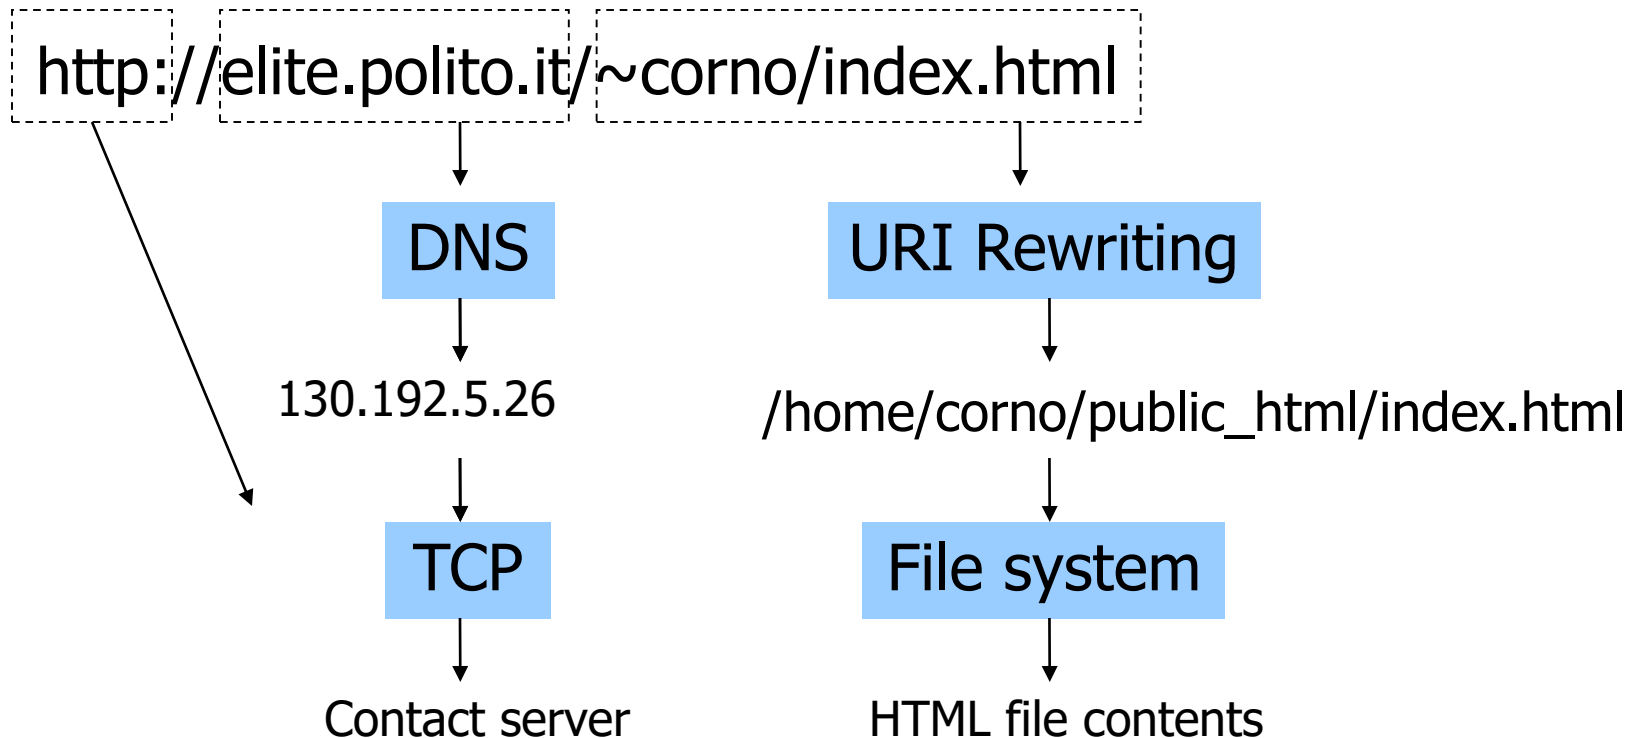 http://elite.polito.it/~corno/index.html
DNS
URI Rewriting
130.192.5.26
/home/corno/public_html/index.html
TCP
File system
Contact server
HTML file contents